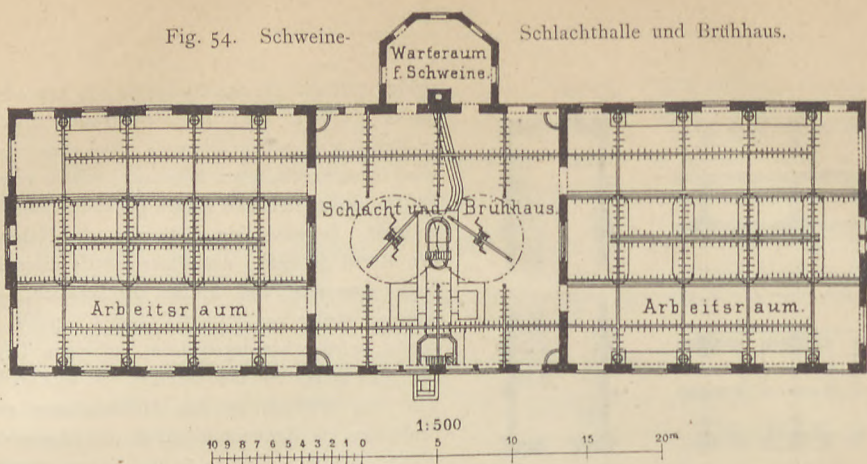 Fig. 54. Schweine- Schlachthalle und Brühhaus.
Warteraum
f. Schweine.
Schlacht und Brühhaus.
Arbeitsraum. Arbeitsraum.
1:500
10 9 8 7 6 5 4 3 2 1 0 5 10 15 20m